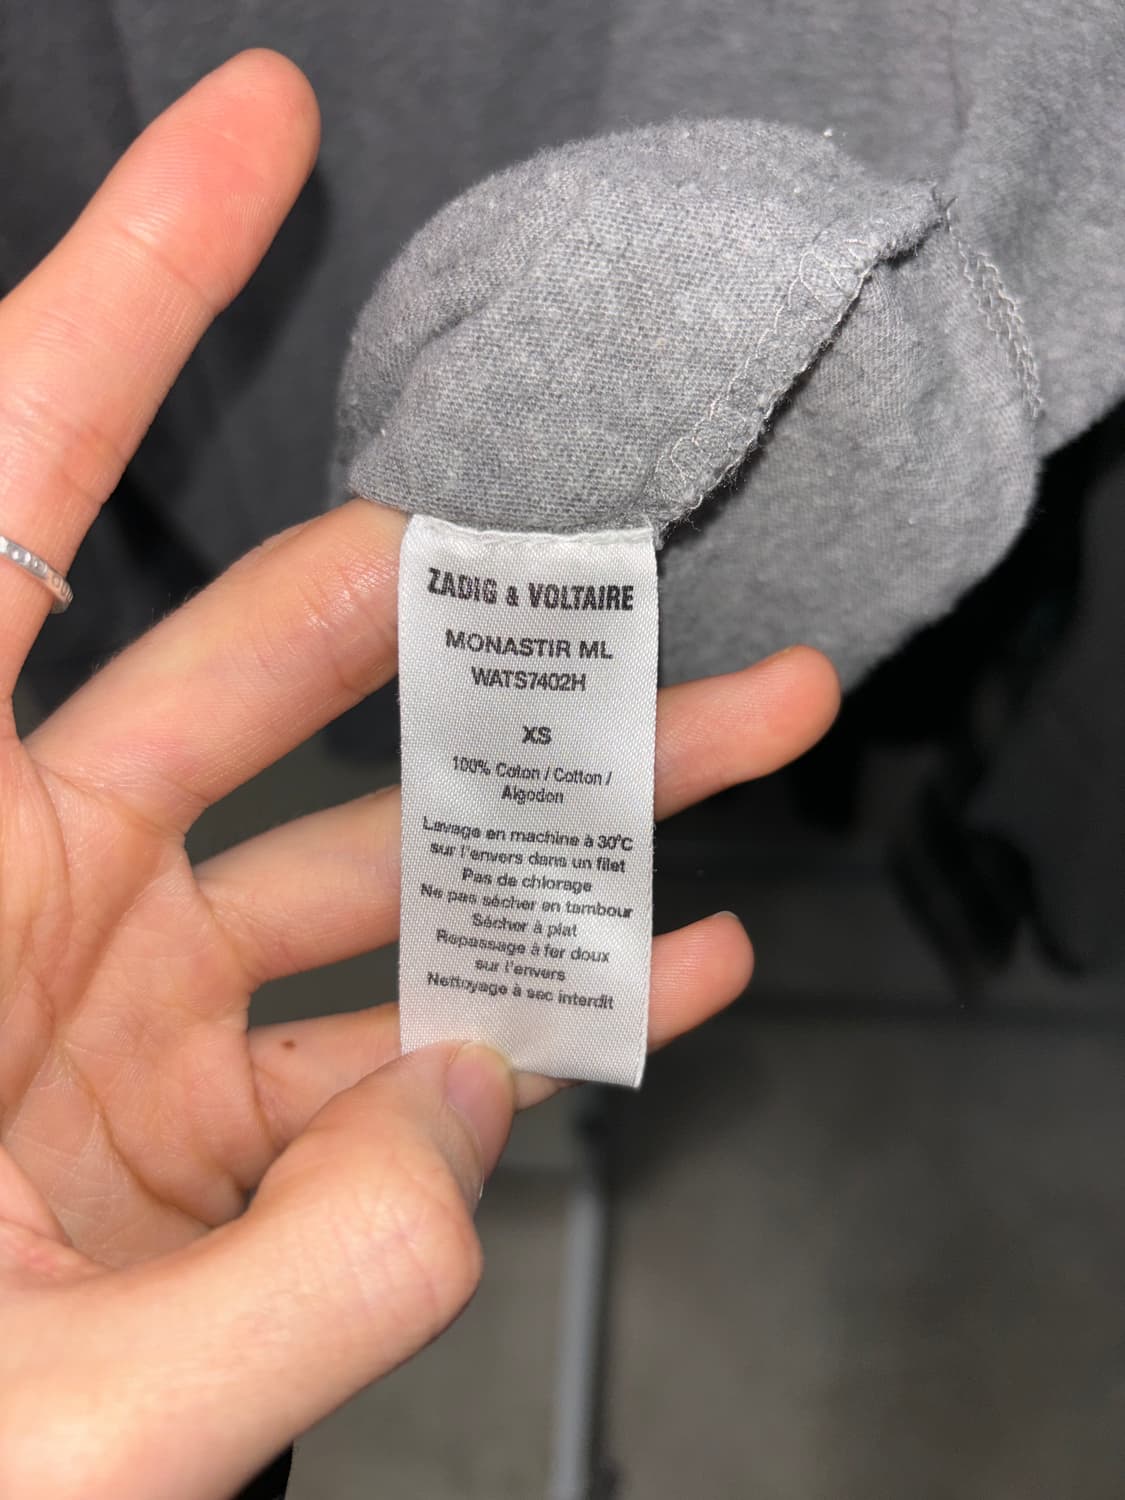 ZADIG & VOLTAIRE
MONASTIR ML
WATS7402H
XS
100% Coton / Cotton /
Algodon
Lavage en machine à 30°C
sur l'envers dans un filet
Pas de chlorage
Ne pas sécher en tambour
Sécher à plat
Repassage à fer doux
sur l'envers
Nettoyage à sec interdit